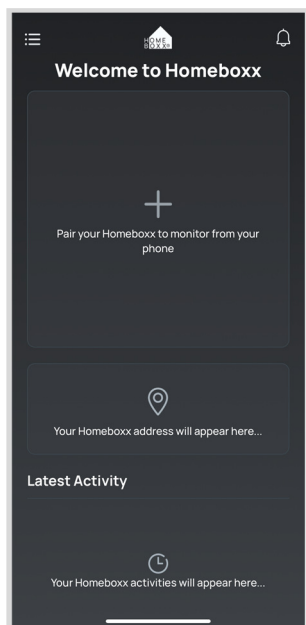 HOME
BOXX®
Welcome to Homeboxx
Pair your Homeboxx to monitor from your
phone
Your Homeboxx address will appear here...
Latest Activity
Your Homeboxx activities will appear here...